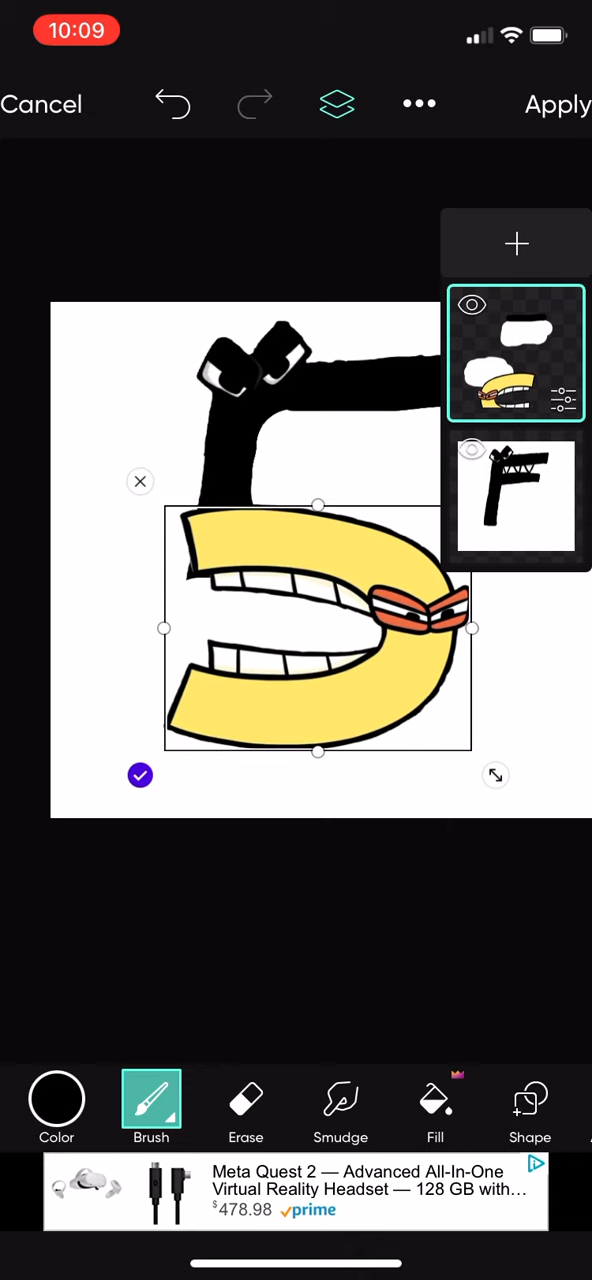 10:09
Cancel
Apply
Color
Brush
Erase
Smudge
Fill
Shape
Meta Quest 2 — Advanced All-In-One
Virtual Reality Headset — 128 GB with...
$478.98 prime